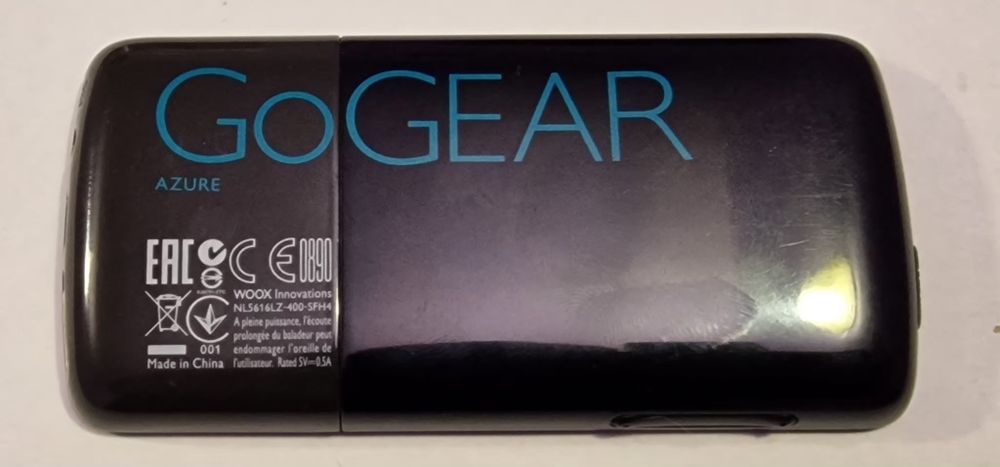 GoGEAR
AZURE
EAC CE 0890
WOOX Innovations
NL5616LZ-400-SFH4
A pleine puissance, l'écoute
prolongée du baladeur peut
endommager l'oreille de
l'utilisateur. Rated 5V⎓0.5A
001
Made in China